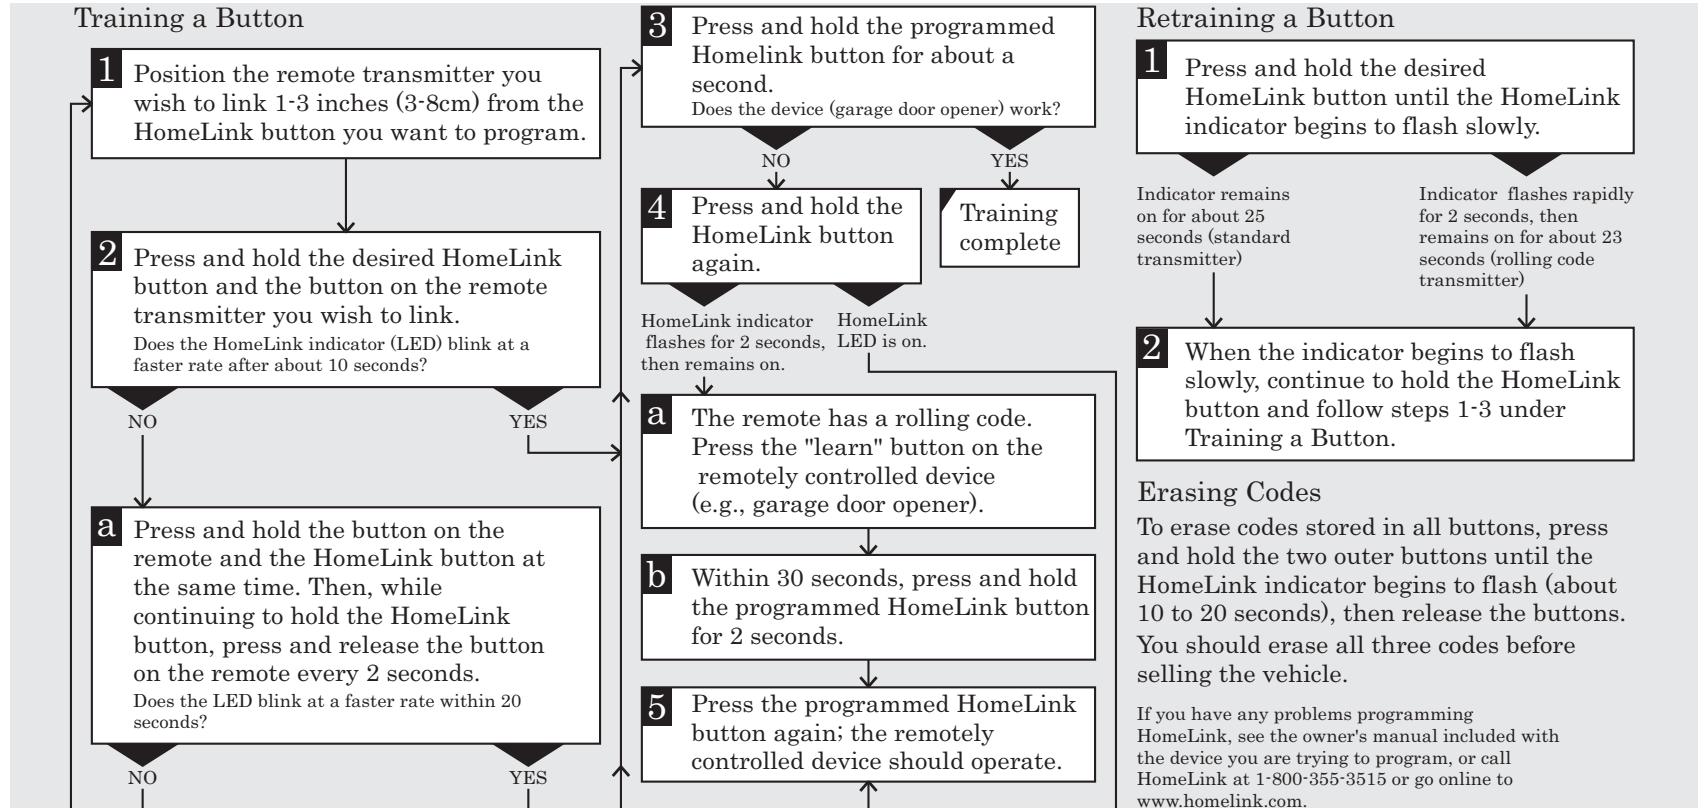 Training a Button
1
Position the remote transmitter you
wish to link 1-3 inches (3-8cm) from the
HomeLink button you want to program.
2
Press and hold the desired HomeLink
button and the button on the remote
transmitter you wish to link.
Does the HomeLink indicator (LED) blink at a
faster rate after about 10 seconds?
NO
YES
a
Press and hold the button on the
remote and the HomeLink button at
the same time. Then, while
continuing to hold the HomeLink
button, press and release the button
on the remote every 2 seconds.
Does the LED blink at a faster rate within 20
seconds?
NO
YES
3
Press and hold the programmed
Homelink button for about a
second.
Does the device (garage door opener) work?
NO
YES
4
Press and hold the
HomeLink button
again.
Training
complete
HomeLink indicator
flashes for 2 seconds,
then remains on.
HomeLink
LED is on.
a
The remote has a rolling code.
Press the "learn" button on the
remotely controlled device
(e.g., garage door opener).
b
Within 30 seconds, press and hold
the programmed HomeLink button
for 2 seconds.
5
Press the programmed HomeLink
button again; the remotely
controlled device should operate.
Retraining a Button
1
Press and hold the desired
HomeLink button until the HomeLink
indicator begins to flash slowly.
Indicator remains
on for about 25
seconds (standard
transmitter)
Indicator flashes rapidly
for 2 seconds, then
remains on for about 23
seconds (rolling code
transmitter)
2
When the indicator begins to flash
slowly, continue to hold the HomeLink
button and follow steps 1-3 under
Training a Button.
Erasing Codes
To erase codes stored in all buttons, press
and hold the two outer buttons until the
HomeLink indicator begins to flash (about
10 to 20 seconds), then release the buttons.
You should erase all three codes before
selling the vehicle.
If you have any problems programming
HomeLink, see the owner's manual included with
the device you are trying to program, or call
HomeLink at 1-800-355-3515 or go online to
www.homelink.com.